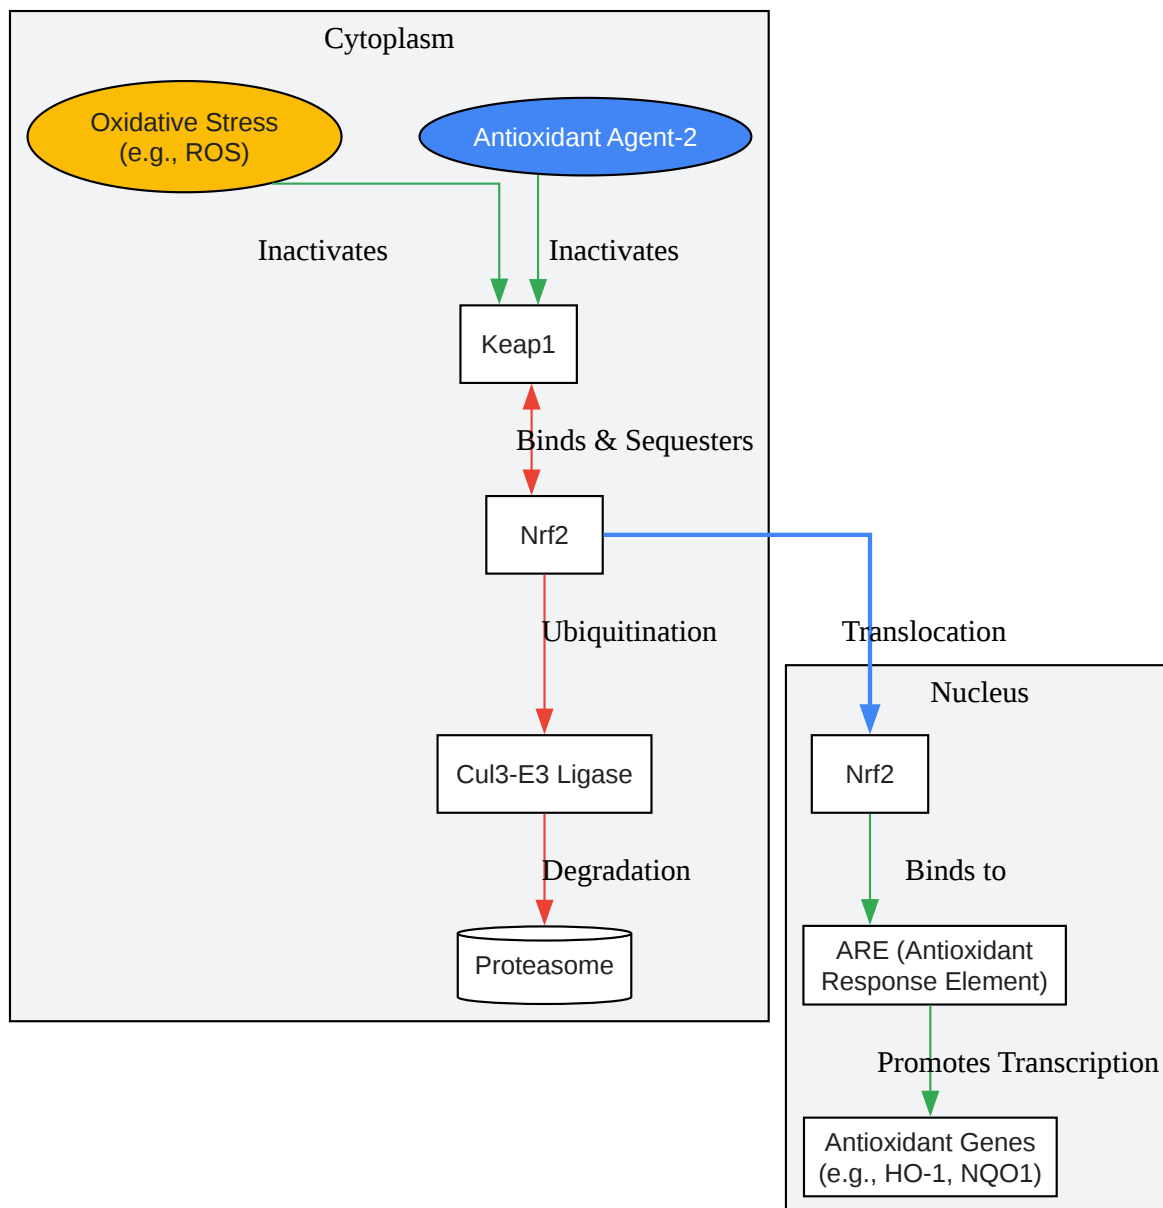 Cytoplasm
Oxidative Stress
(e.g., ROS)
Antioxidant Agent-2
Inactivates
Inactivates
Keap1
Binds & Sequesters
Nrf2
Ubiquitination
Translocation
Nucleus
Cul3-E3 Ligase
Nrf2
Degradation
Binds to
Proteasome
ARE (Antioxidant
Response Element)
Promotes Transcription
Antioxidant Genes
(e.g., HO-1, NQO1)